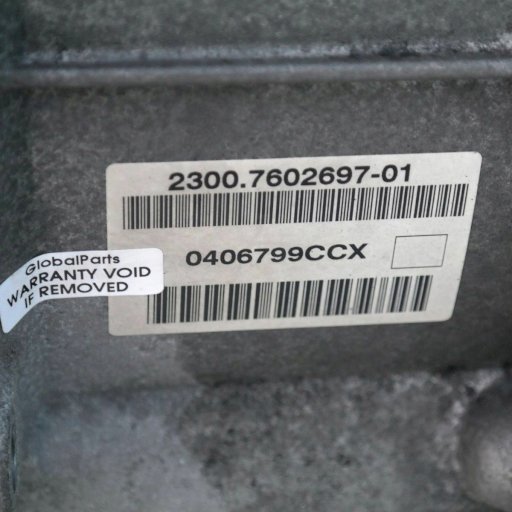 2300.7602697-01
0406799CCX
GlobalParts
WARRANTY VOID
IF REMOVED